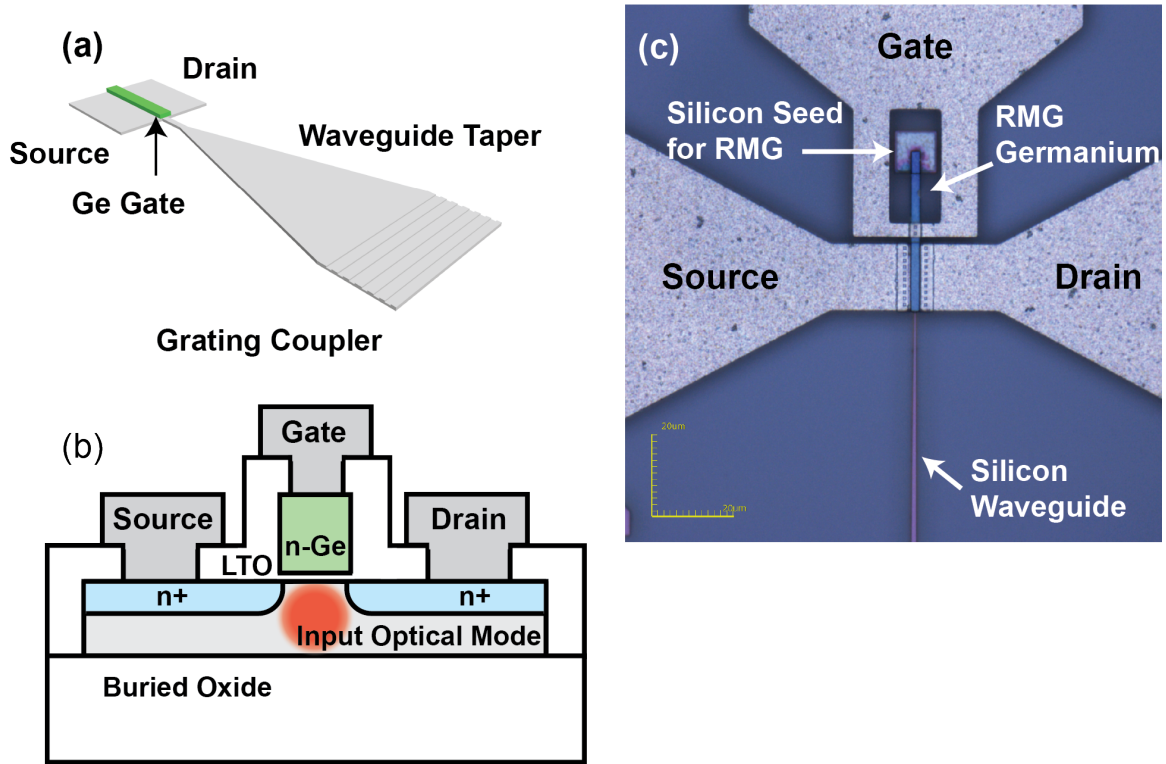 (a)
Drain
Waveguide Taper
Source
Ge Gate
Grating Coupler
(b)
Gate
Source
Drain
n-Ge
LTO
n+
n+
Input Optical Mode
Buried Oxide
(c)
Gate
Silicon Seed
for RMG
RMG
Germanium
Source
Drain
20um
20um
Silicon
Waveguide